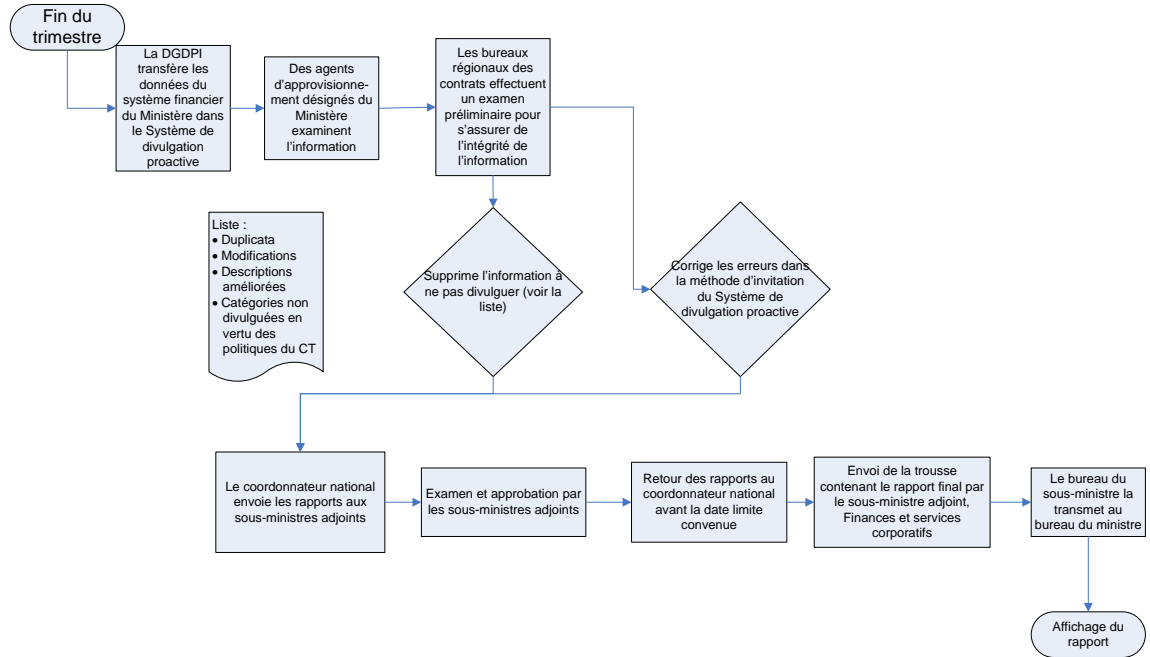 Fin du
trimestre
La DGDPI
transfère les
données du
système financier
du Ministère dans
le Système de
divulgation
proactive
Des agents
d’approvisionne-
ment désignés du
Ministère
examinent
l’information
Les bureaux
régionaux des
contrats effectuent
un examen
préliminaire pour
s’assurer de
l’intégrité de
l’information
Liste :
• Duplicata
• Modifications
• Descriptions
améliorées
• Catégories non
divulguées en
vertu des
politiques du CT
Supprime l’information à
ne pas divulguer (voir la
liste)
Corrige les erreurs dans
la méthode d’invitation
du Système de
divulgation proactive
Le coordonnateur national
envoie les rapports aux
sous-ministres adjoints
Examen et approbation par
les sous-ministres adjoints
Retour des rapports au
coordonnateur national
avant la date limite
convenue
Envoi de la trousse
contenant le rapport final par
le sous-ministre adjoint,
Finances et services
corporatifs
Le bureau du
sous-ministre la
transmet au
bureau du ministre
Affichage du
rapport